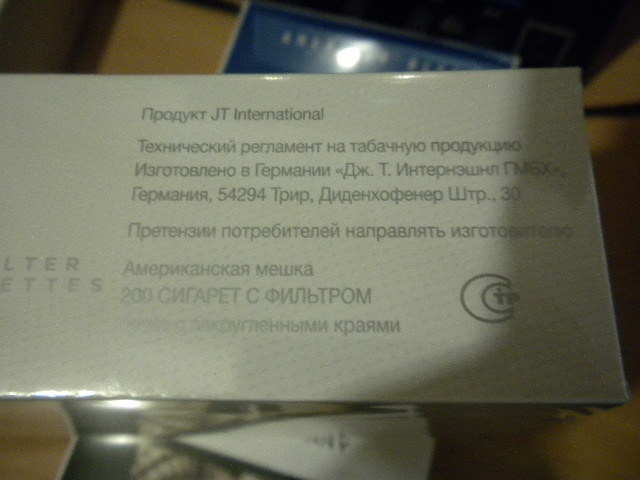 Продукт JT International
Технический регламент на табачную продукцию
Изготовлено в Германии «Дж. Т. Интернэшнл ГМБХ»,
Германия, 54294 Трир, Диденхофенер Штр., 30
Претензии потребителей направлять изготовителю
LTER
ETTES
Американская мешка
200 СИГАРЕТ С ФИЛЬТРОМ
с закругленными краями